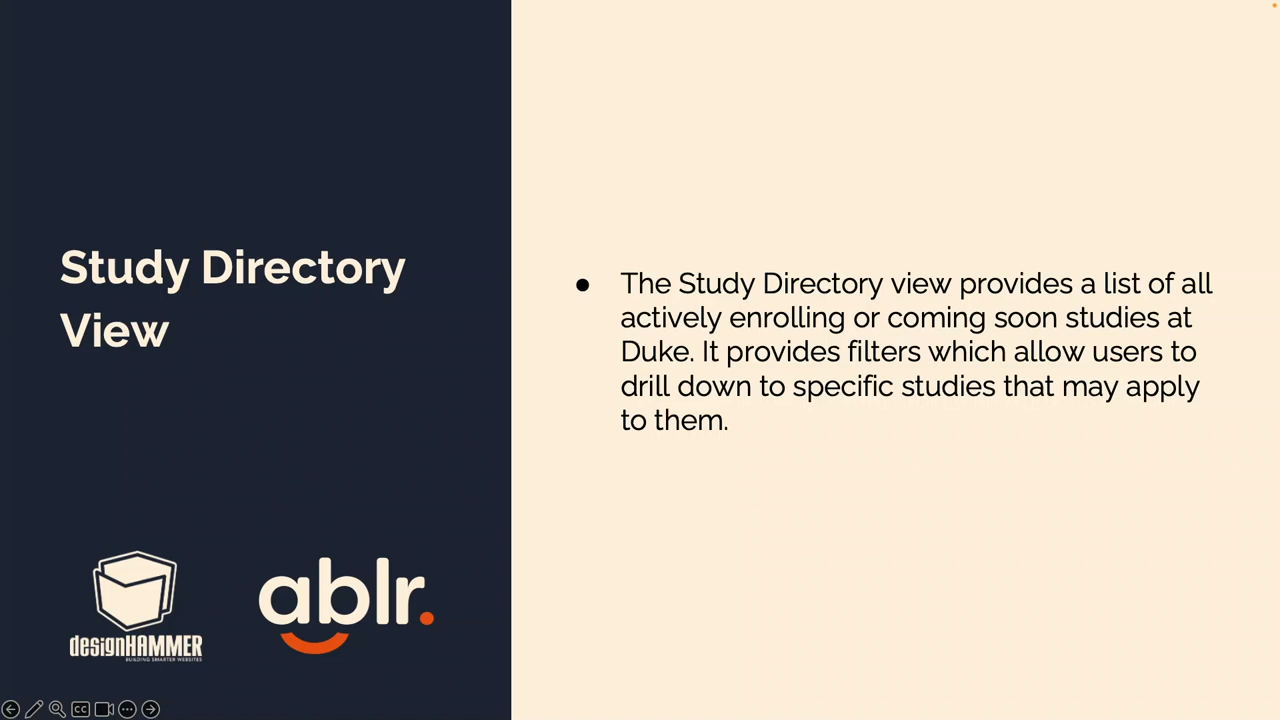 Study Directory
View
● The Study Directory view provides a list of all
actively enrolling or coming soon studies at
Duke. It provides filters which allow users to
drill down to specific studies that may apply
to them.
designHAMMER
BUILDING SMARTER WEBSITES
ablr.
CC